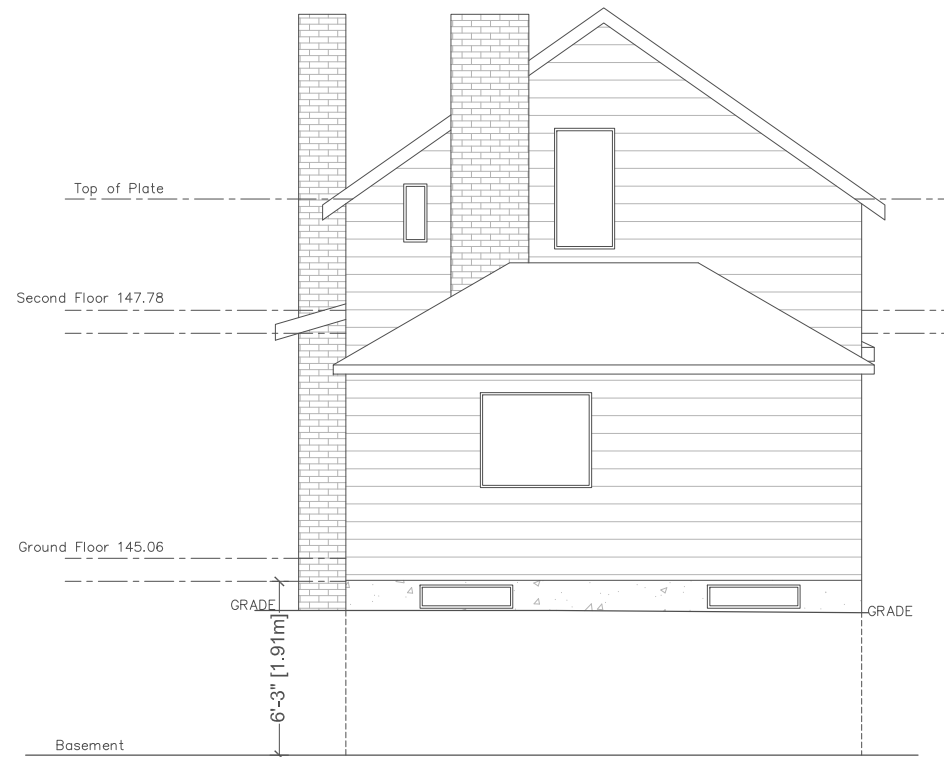 Top of Plate
Second Floor 147.78
Ground Floor 145.06
GRADE
GRADE
6'-3" [1.91m]
Basement